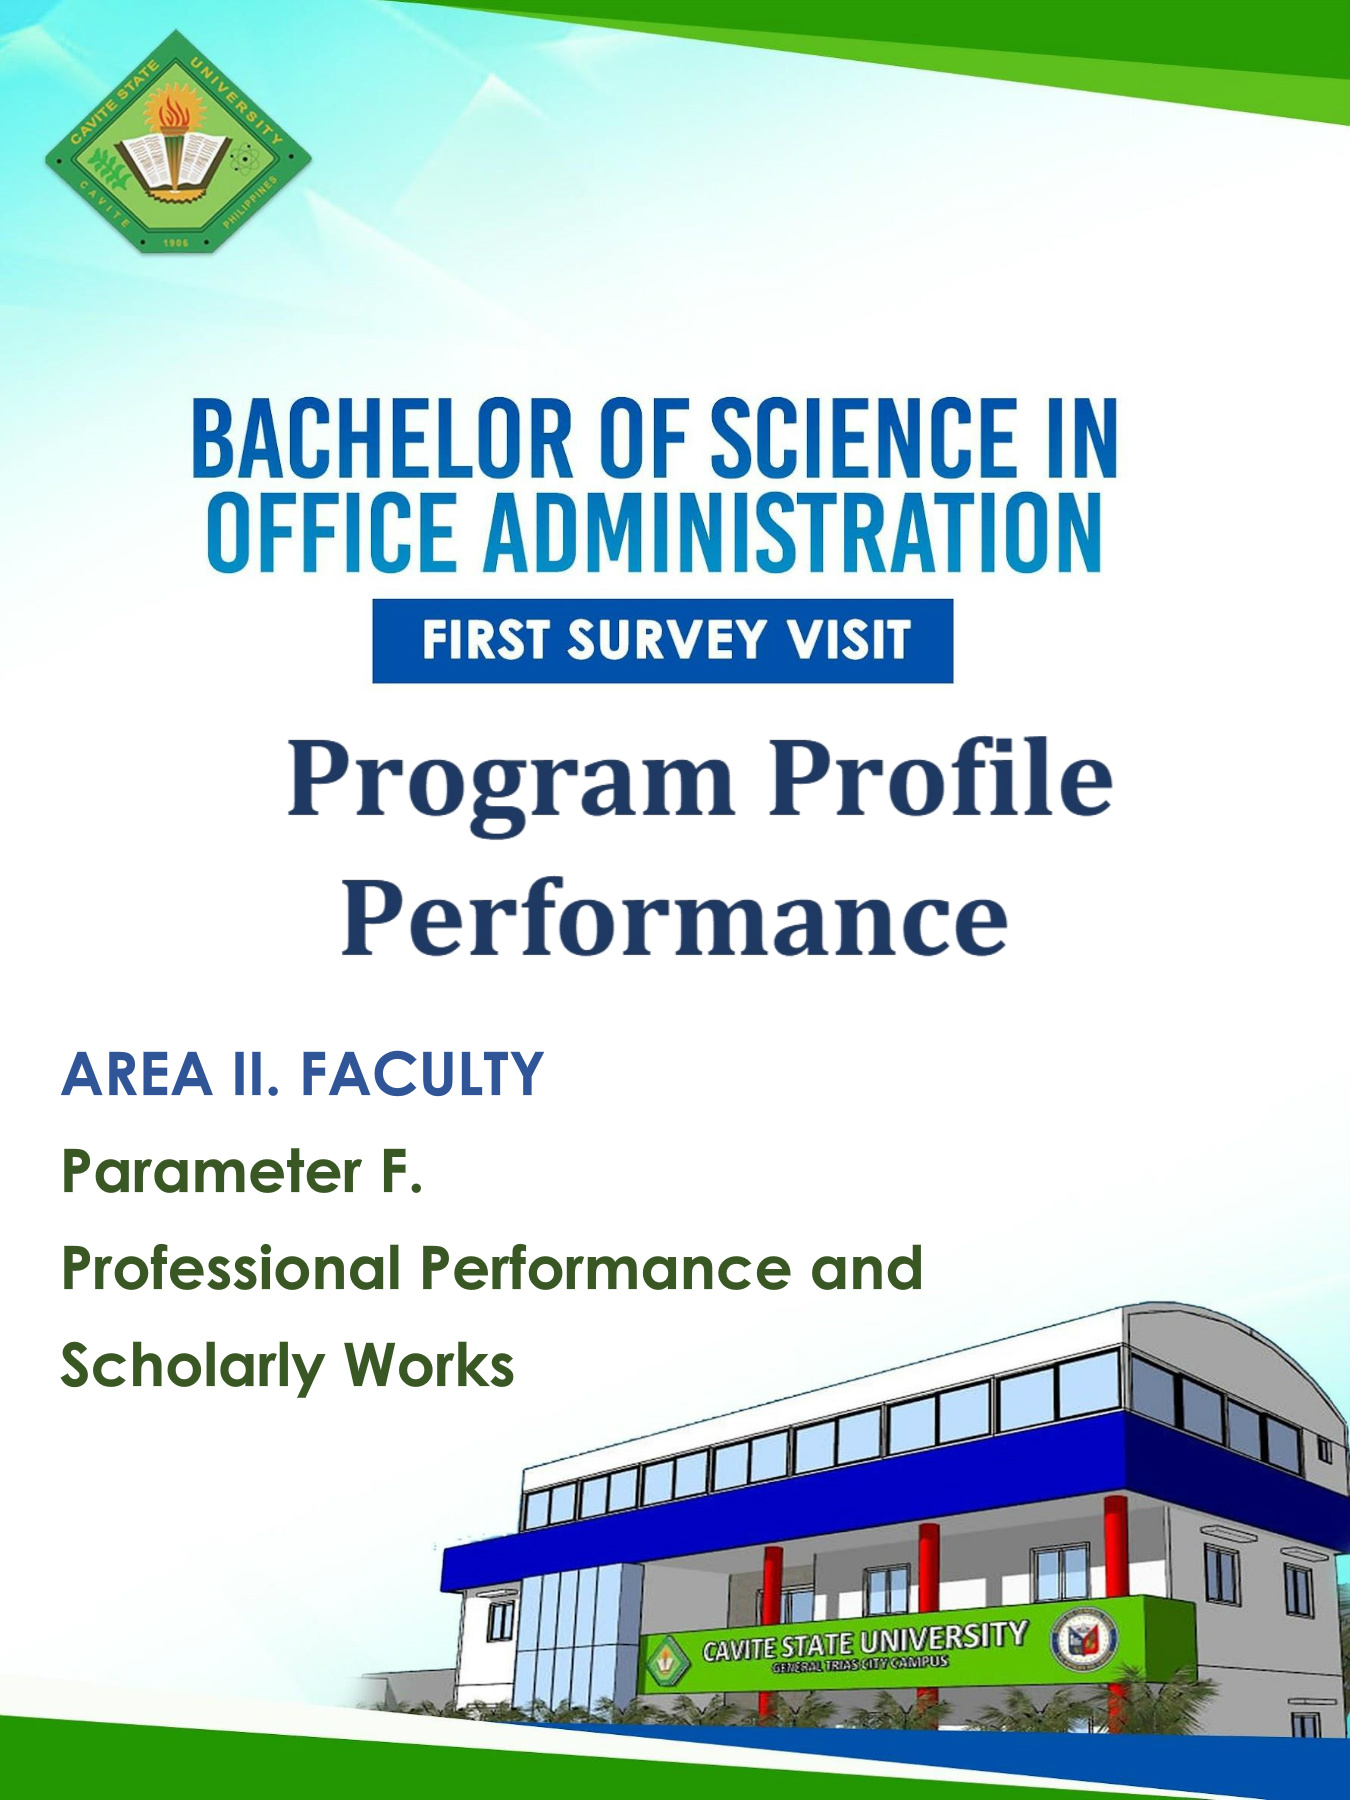 CAVITE STATE UNIVERSITY
CAVITE PHILIPPINES
1906
BACHELOR OF SCIENCE IN
OFFICE ADMINISTRATION
FIRST SURVEY VISIT
Program Profile
Performance
AREA II. FACULTY
Parameter F.
Professional Performance and
Scholarly Works
CAVITE STATE UNIVERSITY
GENERAL TRIAS CITY CAMPUS